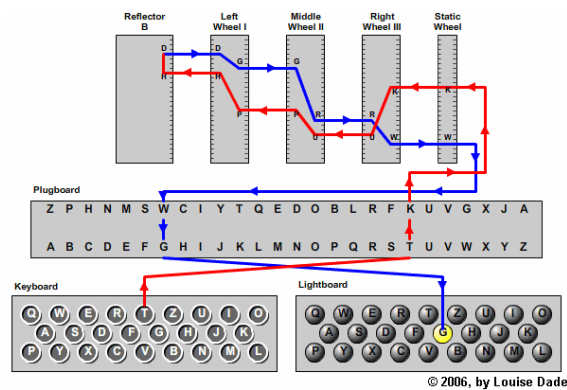 Reflector B
Left Wheel I
Middle Wheel II
Right Wheel III
Static Wheel
D D
G G
H H
P P
U U
R R
K K
W W
Plugboard
Z P H N M S W C I Y T Q E D O B L R F K U V G X J A
A B C D E F G H I J K L M N O P Q R S T U V W X Y Z
Keyboard
Q W E R T Z U I O
A S D F G H J K
P Y X C V B N M L
Lightboard
Q W E R T Z U I O
A S D F G H J K
P Y X C V B N M L
© 2006, by Louise Dade